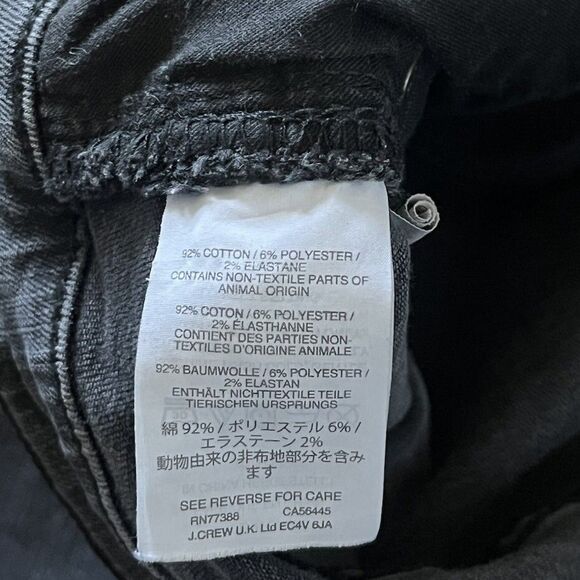 92% COTTON / 6% POLYESTER /
2% ELASTANE
CONTAINS NON-TEXTILE PARTS OF
ANIMAL ORIGIN
92% COTON / 6% POLYESTER /
2% ÉLASTHANNE
CONTIENT DES PARTIES NON-
TEXTILES D'ORIGINE ANIMALE
92% BAUMWOLLE / 6% POLYESTER /
2% ELASTAN
ENTHÄLT NICHTTEXTILE TEILE
TIERISCHEN URSPRUNGS
綿 92% / ポリエステル 6% /
エラステーン 2%
動物由来の非布地部分を含み
ます
SEE REVERSE FOR CARE
RN77388 CA56445
J.CREW U.K. Ltd EC4V 6JA